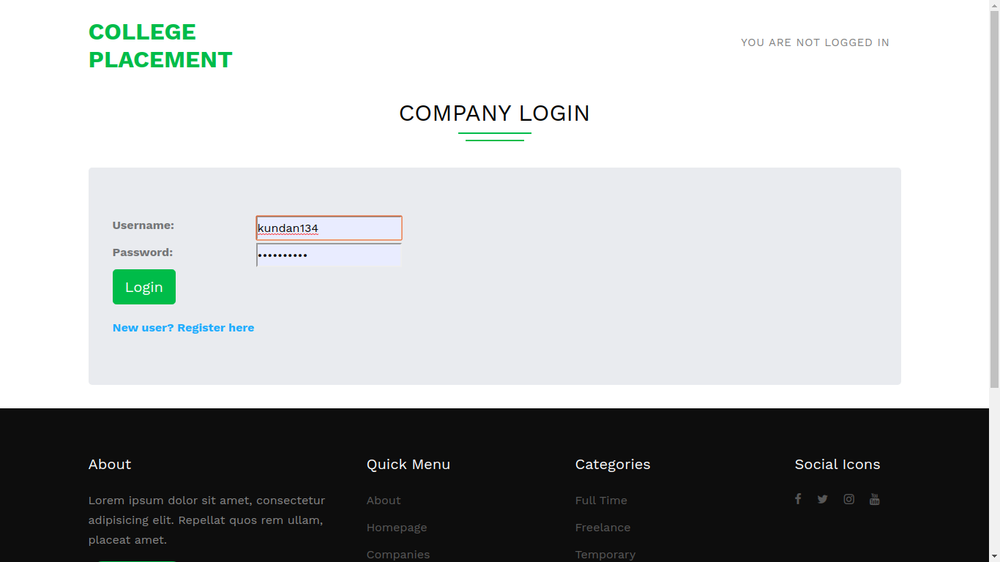 COLLEGE
PLACEMENT
YOU ARE NOT LOGGED IN
COMPANY LOGIN
Username:
kundan134
Password:
••••••••••
Login
New user? Register here
About
Lorem ipsum dolor sit amet, consectetur
adipisicing elit. Repellat quos rem ullam,
placeat amet.
Quick Menu
About
Homepage
Companies
Categories
Full Time
Freelance
Temporary
Social Icons